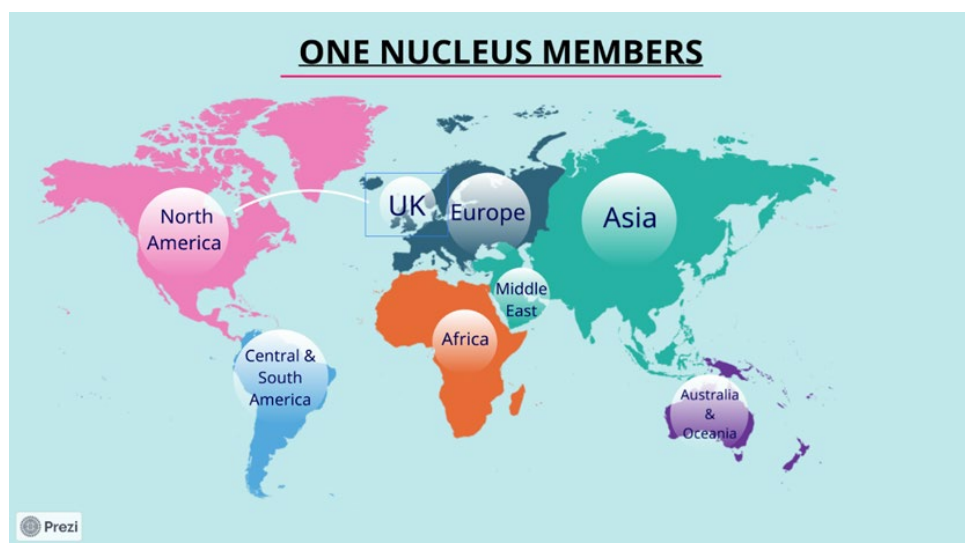 ONE NUCLEUS MEMBERS
North
America
UK
Europe
Asia
Middle
East
Africa
Central &
South
America
Australia
&
Oceania
Prezi